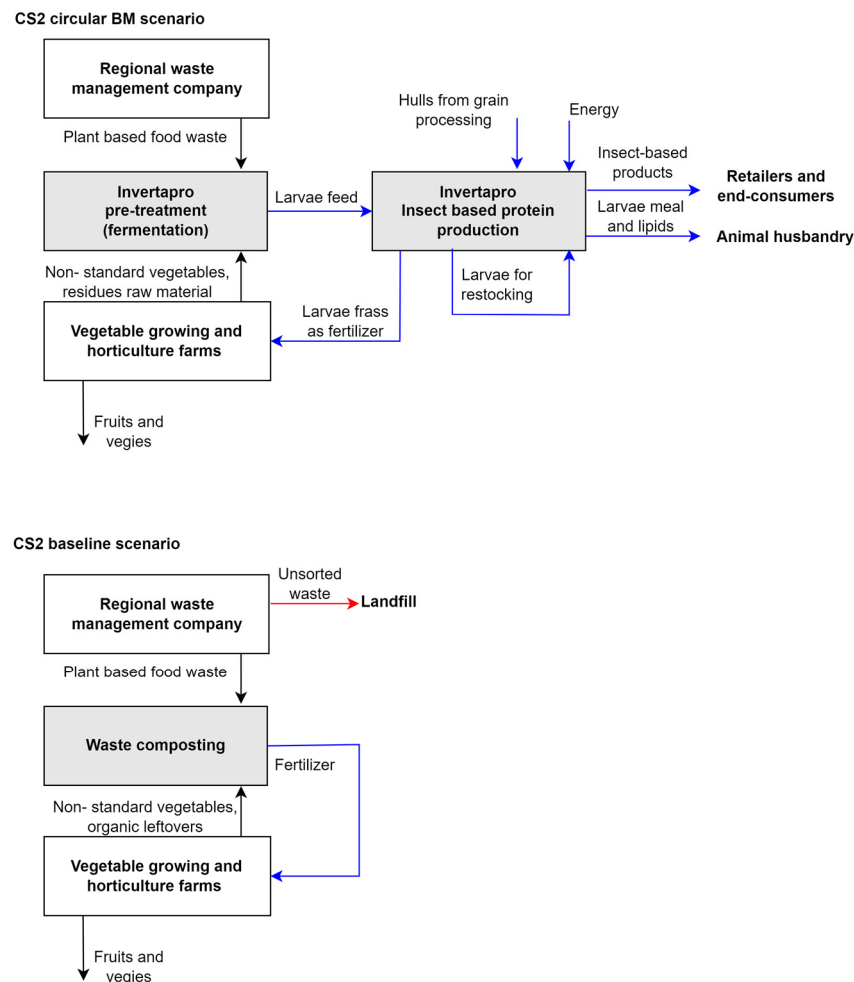 CS2 circular BM scenario
Regional waste
management company
Plant based food waste
Hulls from grain
processing
Energy
Invertapro
pre-treatment
(fermentation)
Larvae feed
Invertapro
Insect based protein
production
Insect-based
products
Retailers and
end-consumers
Larvae meal
and lipids
Animal husbandry
Non- standard vegetables,
residues raw material
Larvae for
restocking
Larvae frass
as fertilizer
Vegetable growing and
horticulture farms
Fruits and
vegies
CS2 baseline scenario
Regional waste
management company
Unsorted
waste
Landfill
Plant based food waste
Waste composting
Fertilizer
Non- standard vegetables,
organic leftovers
Vegetable growing and
horticulture farms
Fruits and
vegies